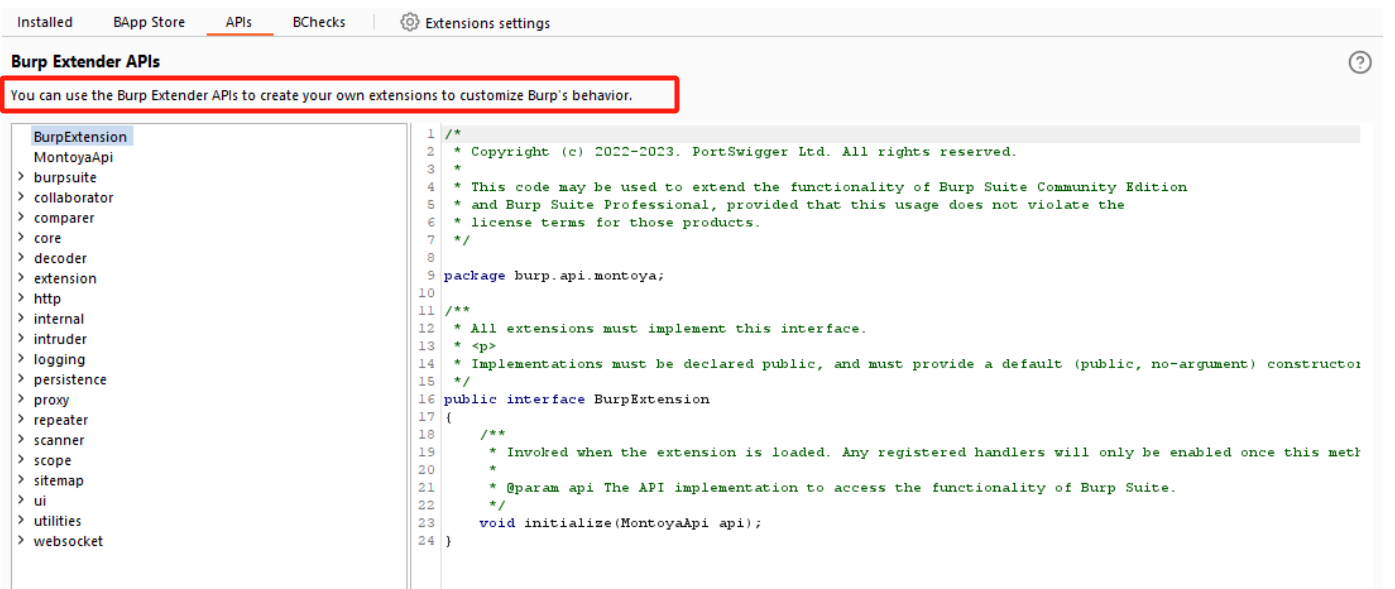 Installed BApp Store APIs BChecks Extensions settings
Burp Extender APIs
?
You can use the Burp Extender APIs to create your own extensions to customize Burp's behavior.
BurpExtension
MontoyaApi
> burpsuite
> collaborator
> comparer
> core
> decoder
> extension
> http
> internal
> intruder
> logging
> persistence
> proxy
> repeater
> scanner
> scope
> sitemap
> ui
> utilities
> websocket
1 /*
2  * Copyright (c) 2022-2023. PortSwigger Ltd. All rights reserved.
3  *
4  * This code may be used to extend the functionality of Burp Suite Community Edition
5  * and Burp Suite Professional, provided that this usage does not violate the
6  * license terms for those products.
7  */
8
9 package burp.api.montoya;
10
11 /**
12  * All extensions must implement this interface.
13  * <p>
14  * Implementations must be declared public, and must provide a default (public, no-argument) constructor
15  */
16 public interface BurpExtension
17 {
18     /**
19      * Invoked when the extension is loaded. Any registered handlers will only be enabled once this meth
20      *
21      * @param api The API implementation to access the functionality of Burp Suite.
22      */
23     void initialize(MontoyaApi api);
24 }